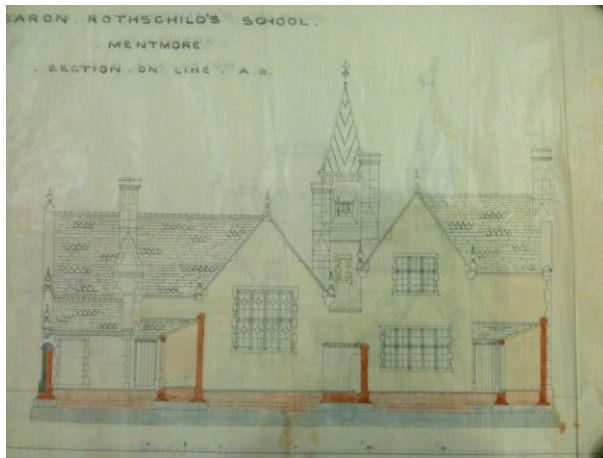 BARON. ROTHSCHILD'S SCHOOL.
. MENTMORE.
. SECTION. ON. LINE. A.B.